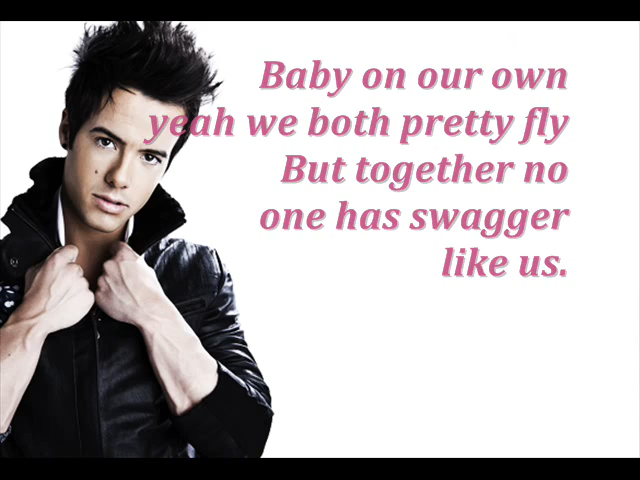 Baby on our own
yeah we both pretty fly
But together no
one has swagger
like us.